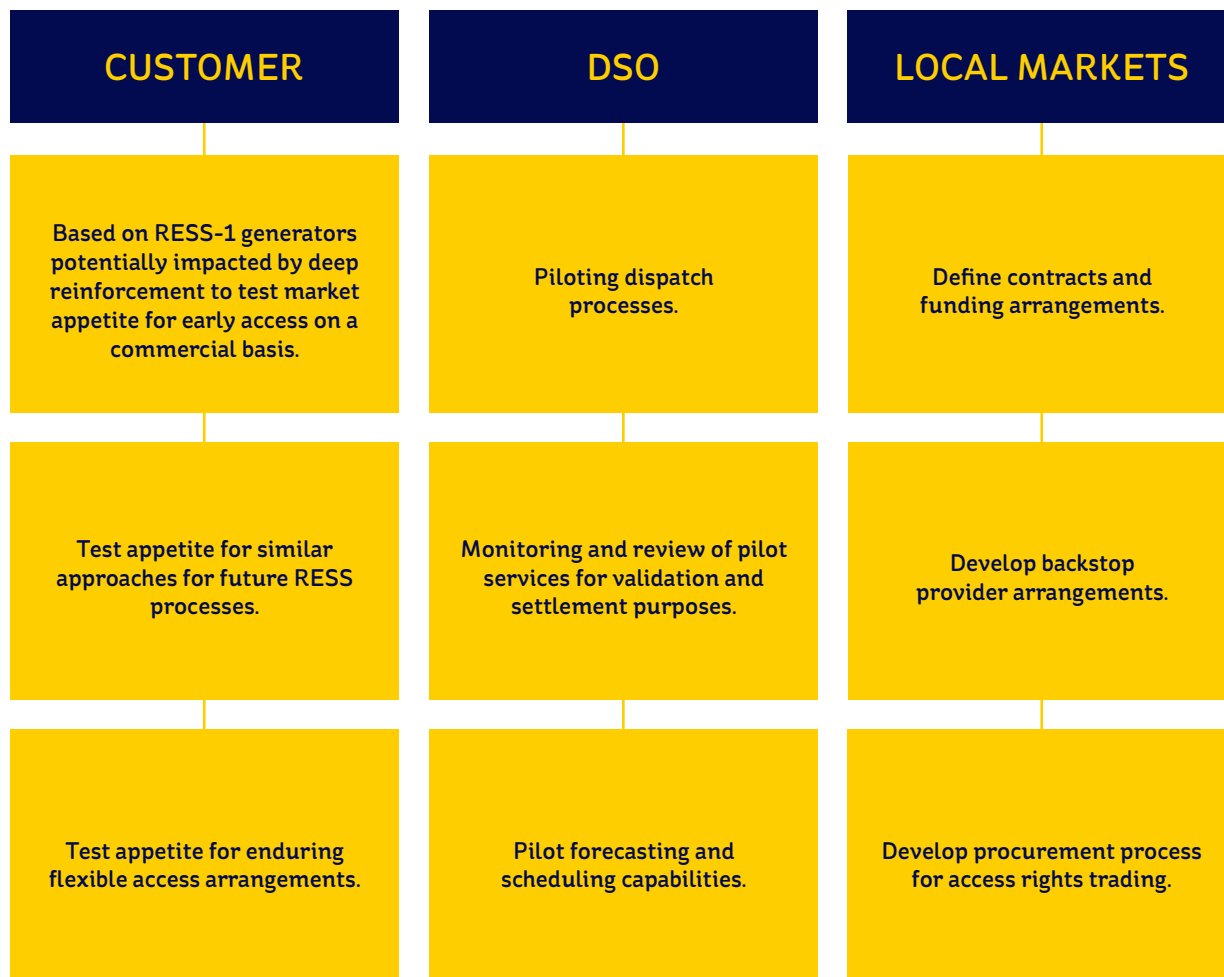 CUSTOMER
Based on RESS-1 generators
potentially impacted by deep
reinforcement to test market
appetite for early access on a
commercial basis.
Test appetite for similar
approaches for future RESS
processes.
Test appetite for enduring
flexible access arrangements.
DSO
Piloting dispatch
processes.
Monitoring and review of pilot
services for validation and
settlement purposes.
Pilot forecasting and
scheduling capabilities.
LOCAL MARKETS
Define contracts and
funding arrangements.
Develop backstop
provider arrangements.
Develop procurement process
for access rights trading.